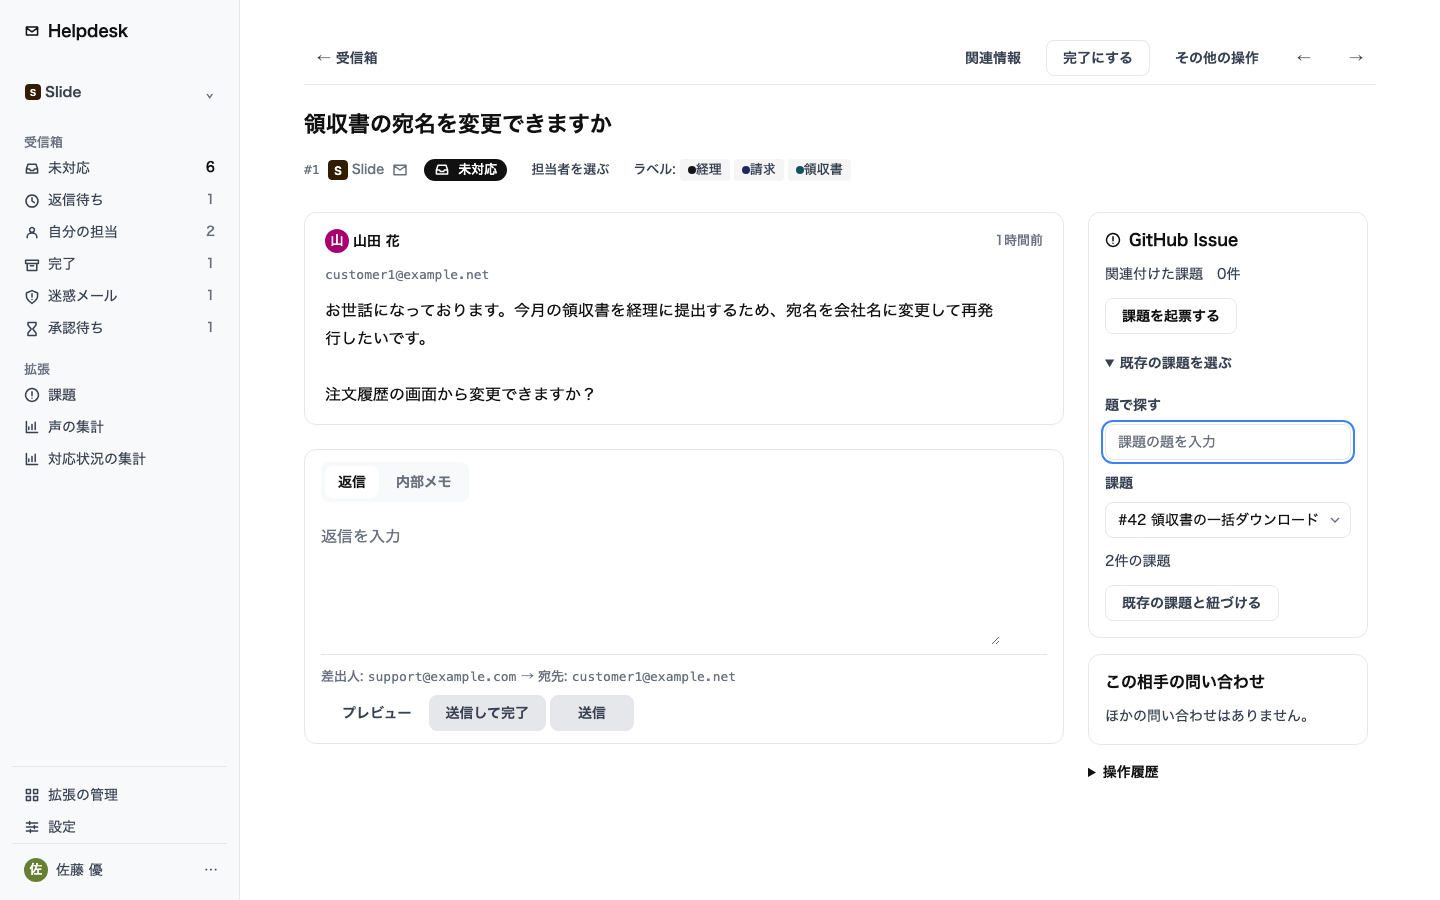 Helpdesk
S Slide
受信箱
未対応 6
返信待ち 1
自分の担当 2
完了 1
迷惑メール 1
承認待ち 1
拡張
課題
声の集計
対応状況の集計
拡張の管理
設定
佐 佐藤 優 …
← 受信箱 関連情報 完了にする その他の操作 ← →
領収書の宛名を変更できますか
#1 S Slide 未対応 担当者を選ぶ ラベル: ●経理 ●請求 ●領収書
山 山田 花 1時間前
customer1@example.net
お世話になっております。今月の領収書を経理に提出するため、宛名を会社名に変更して再発
行したいです。
注文履歴の画面から変更できますか？
返信 内部メモ
返信を入力
差出人: support@example.com → 宛先: customer1@example.net
プレビュー 送信して完了 送信
GitHub Issue
関連付けた課題 0件
課題を起票する
▼ 既存の課題を選ぶ
題で探す
課題の題を入力
課題
#42 領収書の一括ダウンロード
2件の課題
既存の課題と紐づける
この相手の問い合わせ
ほかの問い合わせはありません。
▶ 操作履歴